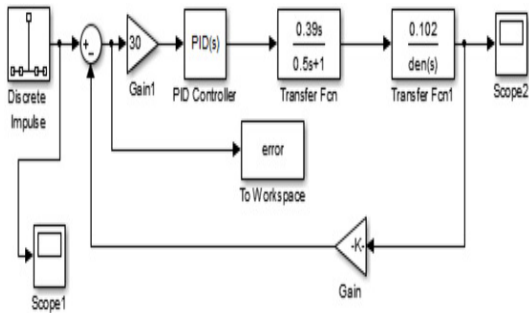 +
-
30
PID(s)
0.39s
0.5s+1
0.102
den(s)
Discrete
Impulse
Gain1
PID Controller
Transfer Fcn
Transfer Fcn1
Scope2
error
To Workspace
-K-
Gain
Scope1